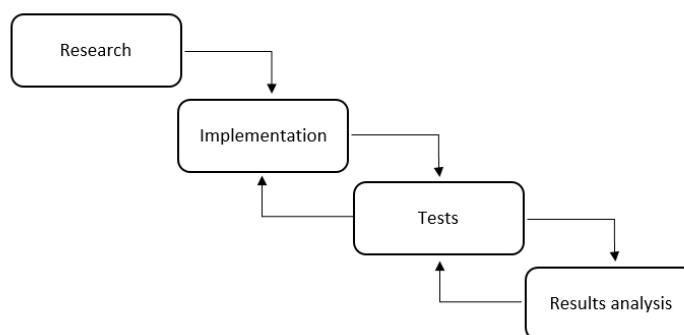 Research
Implementation
Tests
Results analysis